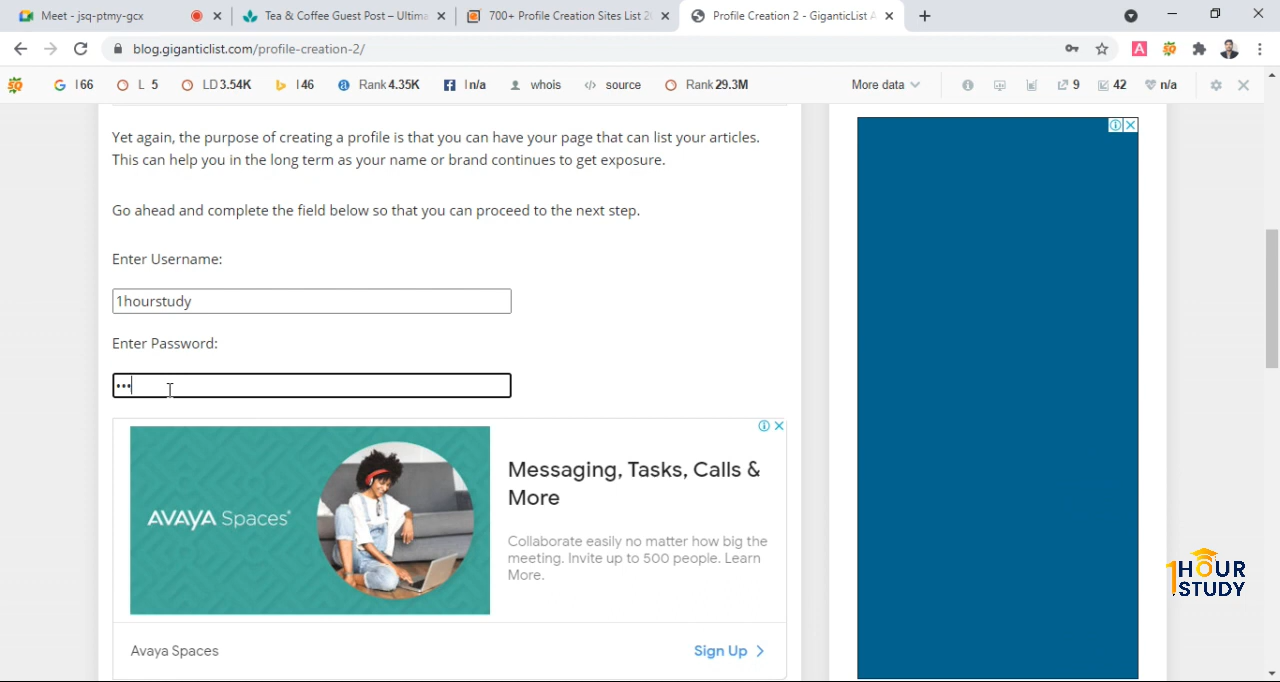 Meet - jsq-ptmy-gcx
Tea & Coffee Guest Post – Ultima
700+ Profile Creation Sites List 2
Profile Creation 2 - GiganticList A
blog.giganticlist.com/profile-creation-2/
I 66
L 5
LD 3.54K
I 46
Rank 4.35K
I n/a
whois
source
Rank 29.3M
More data
9
42
n/a
Yet again, the purpose of creating a profile is that you can have your page that can list your articles.
This can help you in the long term as your name or brand continues to get exposure.
Go ahead and complete the field below so that you can proceed to the next step.
Enter Username:
1hourstudy
Enter Password:
•••
AVAYA Spaces
Messaging, Tasks, Calls &
More
Collaborate easily no matter how big the
meeting. Invite up to 500 people. Learn
More.
Avaya Spaces
Sign Up
1HOUR
STUDY